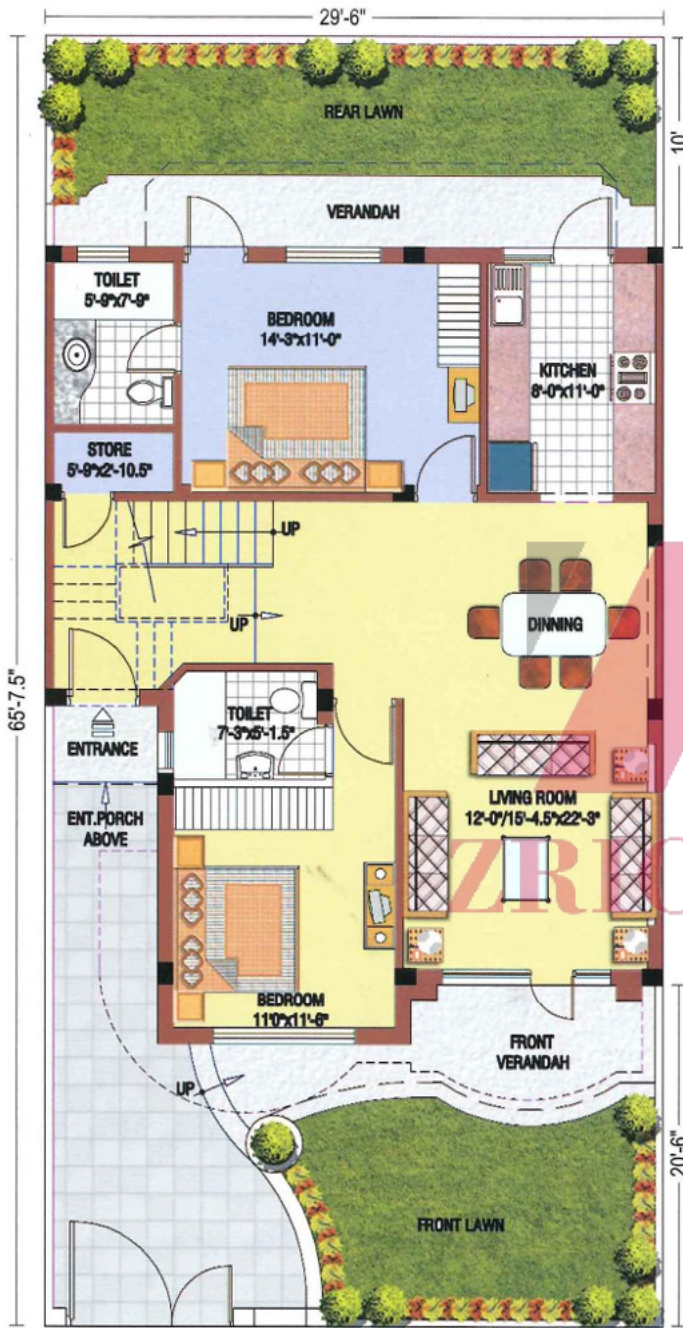 29'-6"
REAR LAWN
10'
VERANDAH
TOILET
5'-9"x7'-9"
BEDROOM
14'-3"x11'-0"
KITCHEN
8'-0"x11'-0"
STORE
5'-9"x2'-10.5"
UP
UP
DINNING
65'-7.5"
TOILET
7'-3"x5'-1.5"
ENTRANCE
ENT.PORCH
ABOVE
LIVING ROOM
12'-0"/15'-4.5"x22'-3"
ZRIC
BEDROOM
11'0"x11'-6"
FRONT
VERANDAH
UP
20'-6"
FRONT LAWN